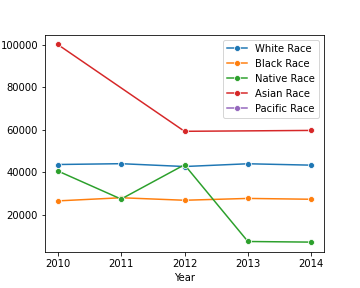 White Race
Black Race
Native Race
Asian Race
Pacific Race
100000
80000
60000
40000
20000
2010 2011 2012 2013 2014
Year